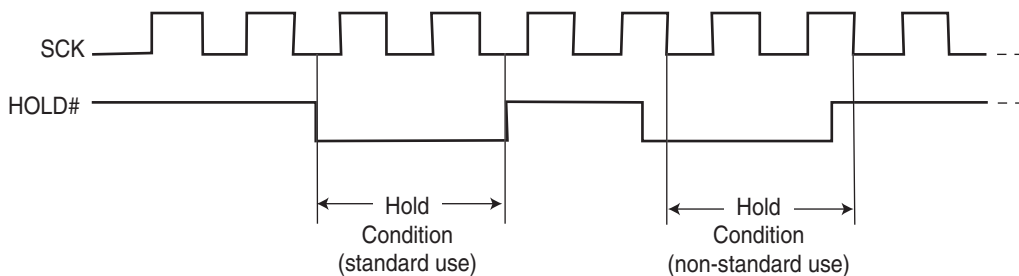 SCK
HOLD#
Hold
Condition
(standard use)
Hold
Condition
(non-standard use)